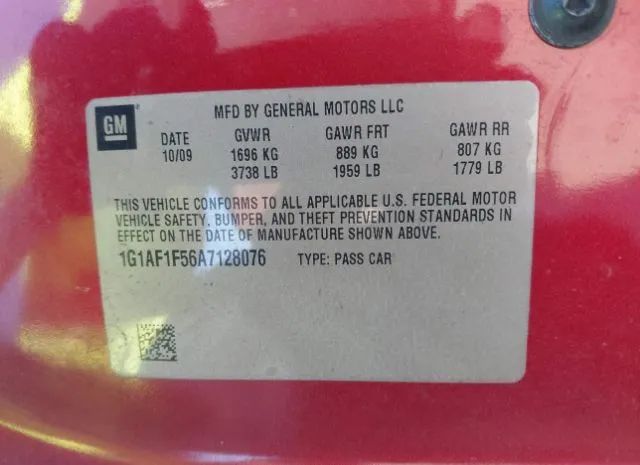 GM
MFD BY GENERAL MOTORS LLC
DATE GVWR GAWR FRT GAWR RR
10/09 1696 KG 889 KG 807 KG
3738 LB 1959 LB 1779 LB
THIS VEHICLE CONFORMS TO ALL APPLICABLE U.S. FEDERAL MOTOR
VEHICLE SAFETY, BUMPER, AND THEFT PREVENTION STANDARDS IN
EFFECT ON THE DATE OF MANUFACTURE SHOWN ABOVE.
1G1AF1F56A7128076 TYPE: PASS CAR